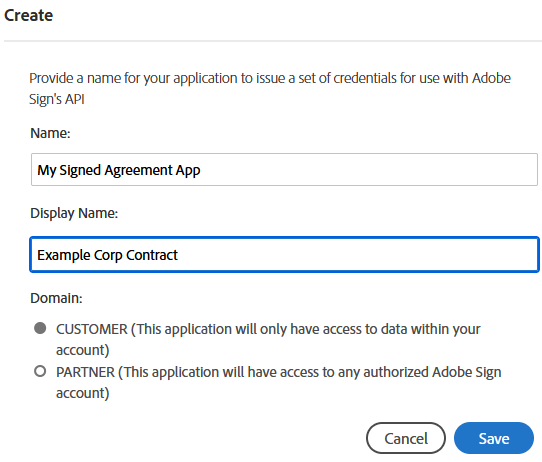 Create
Provide a name for your application to issue a set of credentials for use with Adobe
Sign's API
Name:
My Signed Agreement App
Display Name:
Example Corp Contract
Domain:
CUSTOMER (This application will only have access to data within your
account)
PARTNER (This application will have access to any authorized Adobe Sign
account)
Cancel
Save